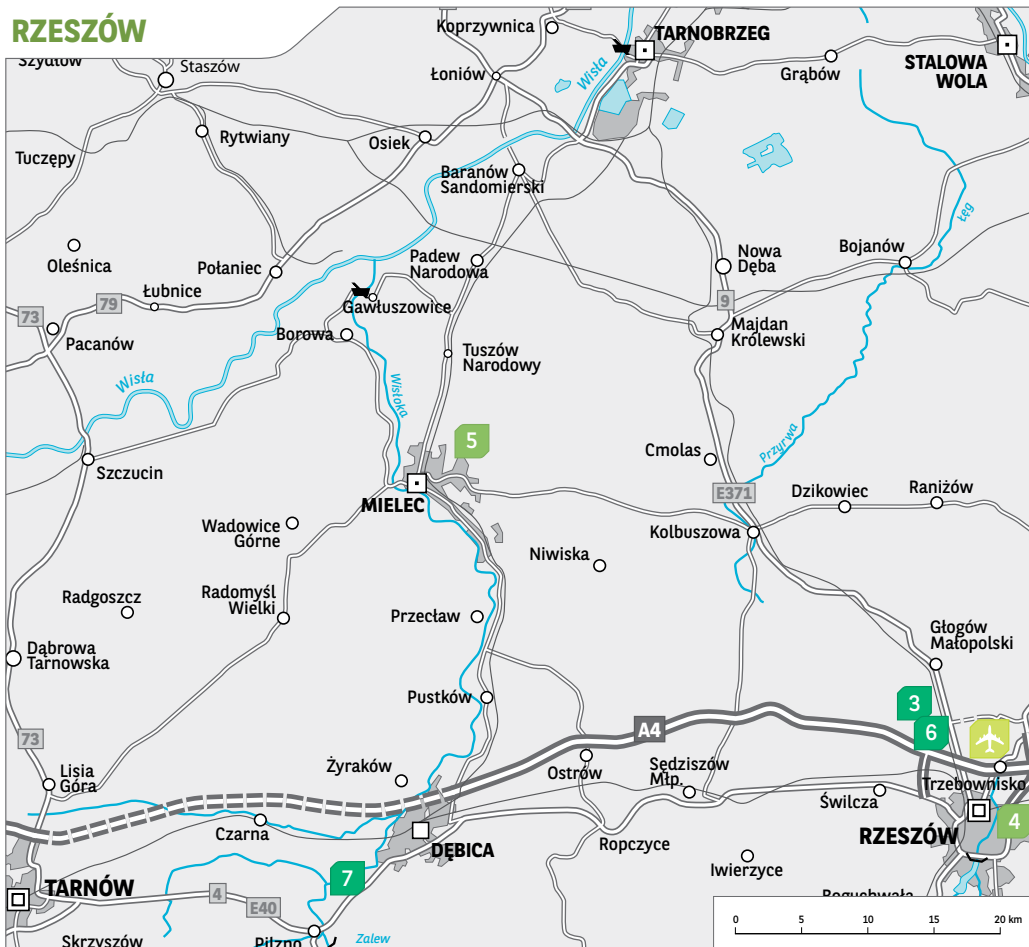 RZESZÓW
Koprzywnica
TARNOBRZEG
Szydłów
Staszów
Łoniów
Wisła
Grąbów
STALOWA
WOLA
Rytwiany
Osiek
Tuczępy
Baranów
Sandomierski
Łęg
Oleśnica
Połaniec
Padew
Narodowa
Nowa
Dęba
Bojanów
Łubnice
79
73
Gawłuszowice
9
Pacanów
Borowa
Majdan
Królewski
Tuszów
Narodowy
Wisła
Wisłoka
5
Cmolas
Przyrwa
Szczucin
E371
Dzikowiec
Raniżów
MIELEC
Wadowice
Górne
Kolbuszowa
Niwiska
Radgoszcz
Radomyśl
Wielki
Przecław
Głogów
Małopolski
Dąbrowa
Tarnowska
Pustków
3
6
73
A4
Lisia
Góra
Żyraków
Ostrów
Sędziszów
Młp.
Trzebownisko
Świlcza
4
Czarna
DĘBICA
Ropczyce
RZESZÓW
Iwierzyce
7
TARNÓW
4
E40
Boguchwała
Skrzyszów
Pilzno
Zalew
0 5 10 15 20 km